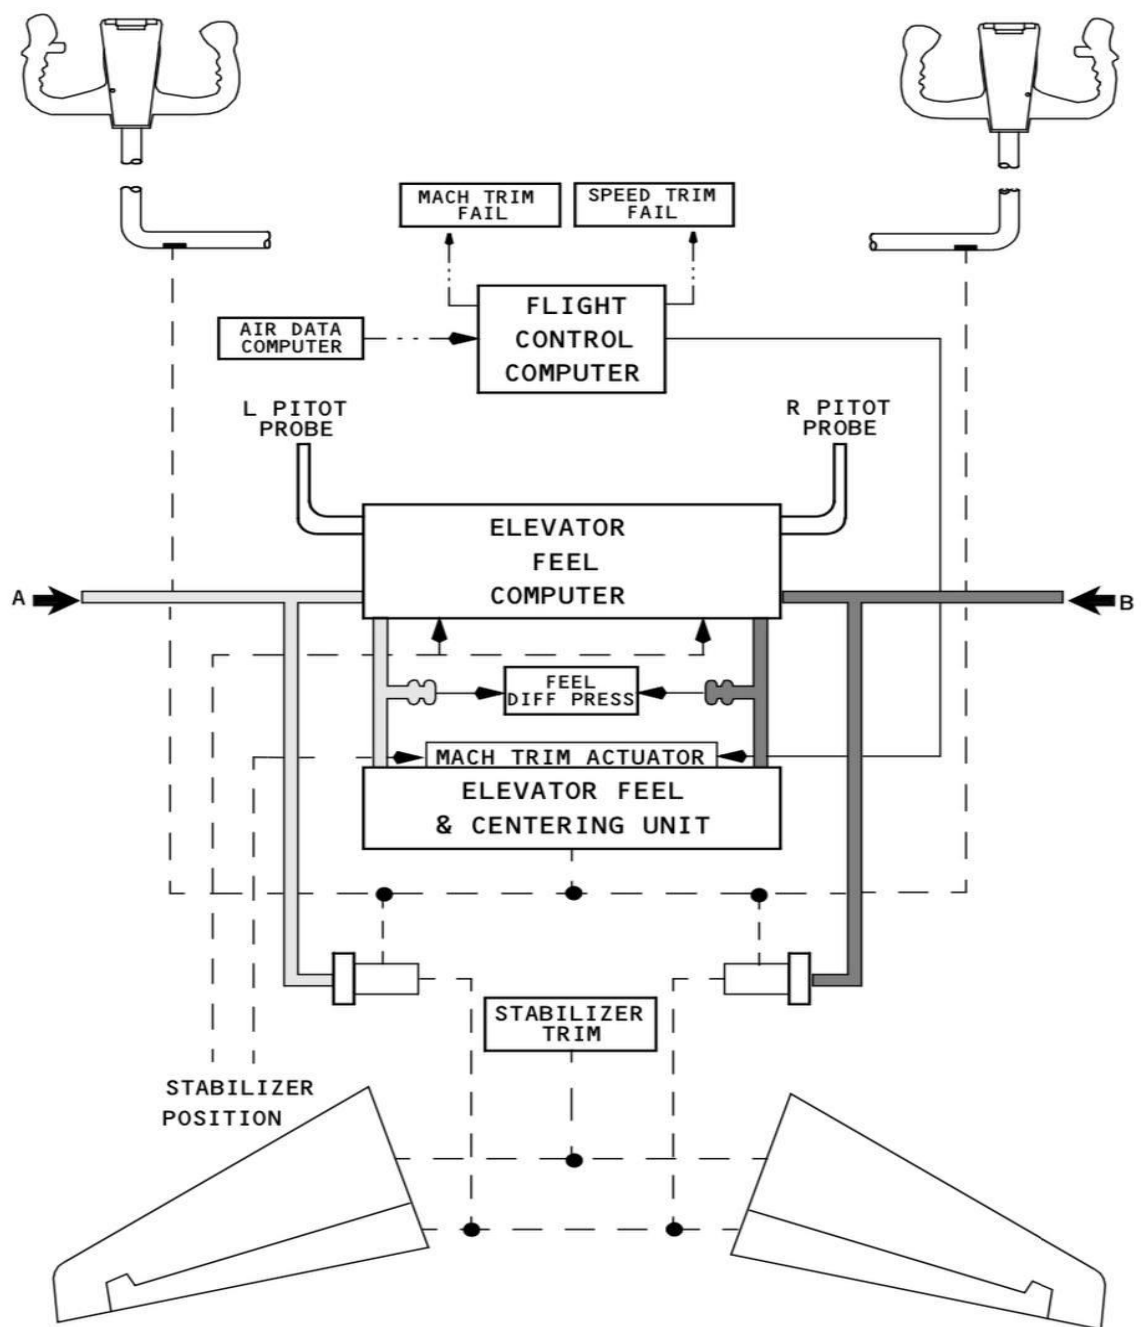 MACH TRIM
FAIL
SPEED TRIM
FAIL
FLIGHT
CONTROL
COMPUTER
AIR DATA
COMPUTER
L PITOT
PROBE
R PITOT
PROBE
ELEVATOR
FEEL
COMPUTER
A
B
FEEL
DIFF PRESS
MACH TRIM ACTUATOR
ELEVATOR FEEL
& CENTERING UNIT
STABILIZER
TRIM
STABILIZER
POSITION